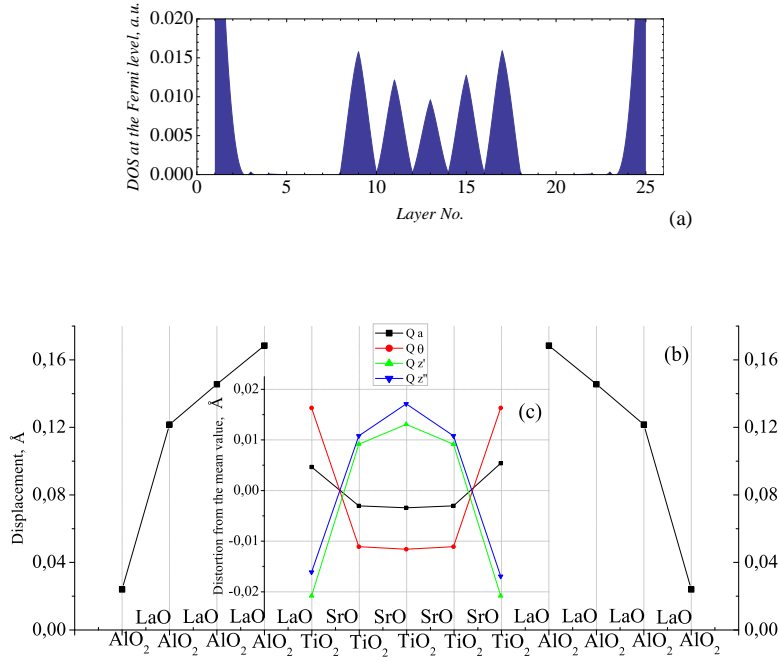 0.020
0.015
0.010
0.005
0.000
DOS at the Fermi level, a.u.
0 5 10 15 20 25
Layer No.
(a)
Q a
Q θ
Q z'
Q z"
(b)
(c)
0,16
0,12
0,08
0,04
0,00
Displacement, Å
0,02
0,01
0,00
-0,01
-0,02
Distortion from the mean value, Å
0,16
0,12
0,08
0,04
0,00
LaO LaO LaO LaO SrO SrO SrO SrO LaO LaO LaO LaO
AlO2 AlO2 AlO2 AlO2 TiO2 TiO2 TiO2 TiO2 TiO2 AlO2 AlO2 AlO2 AlO2